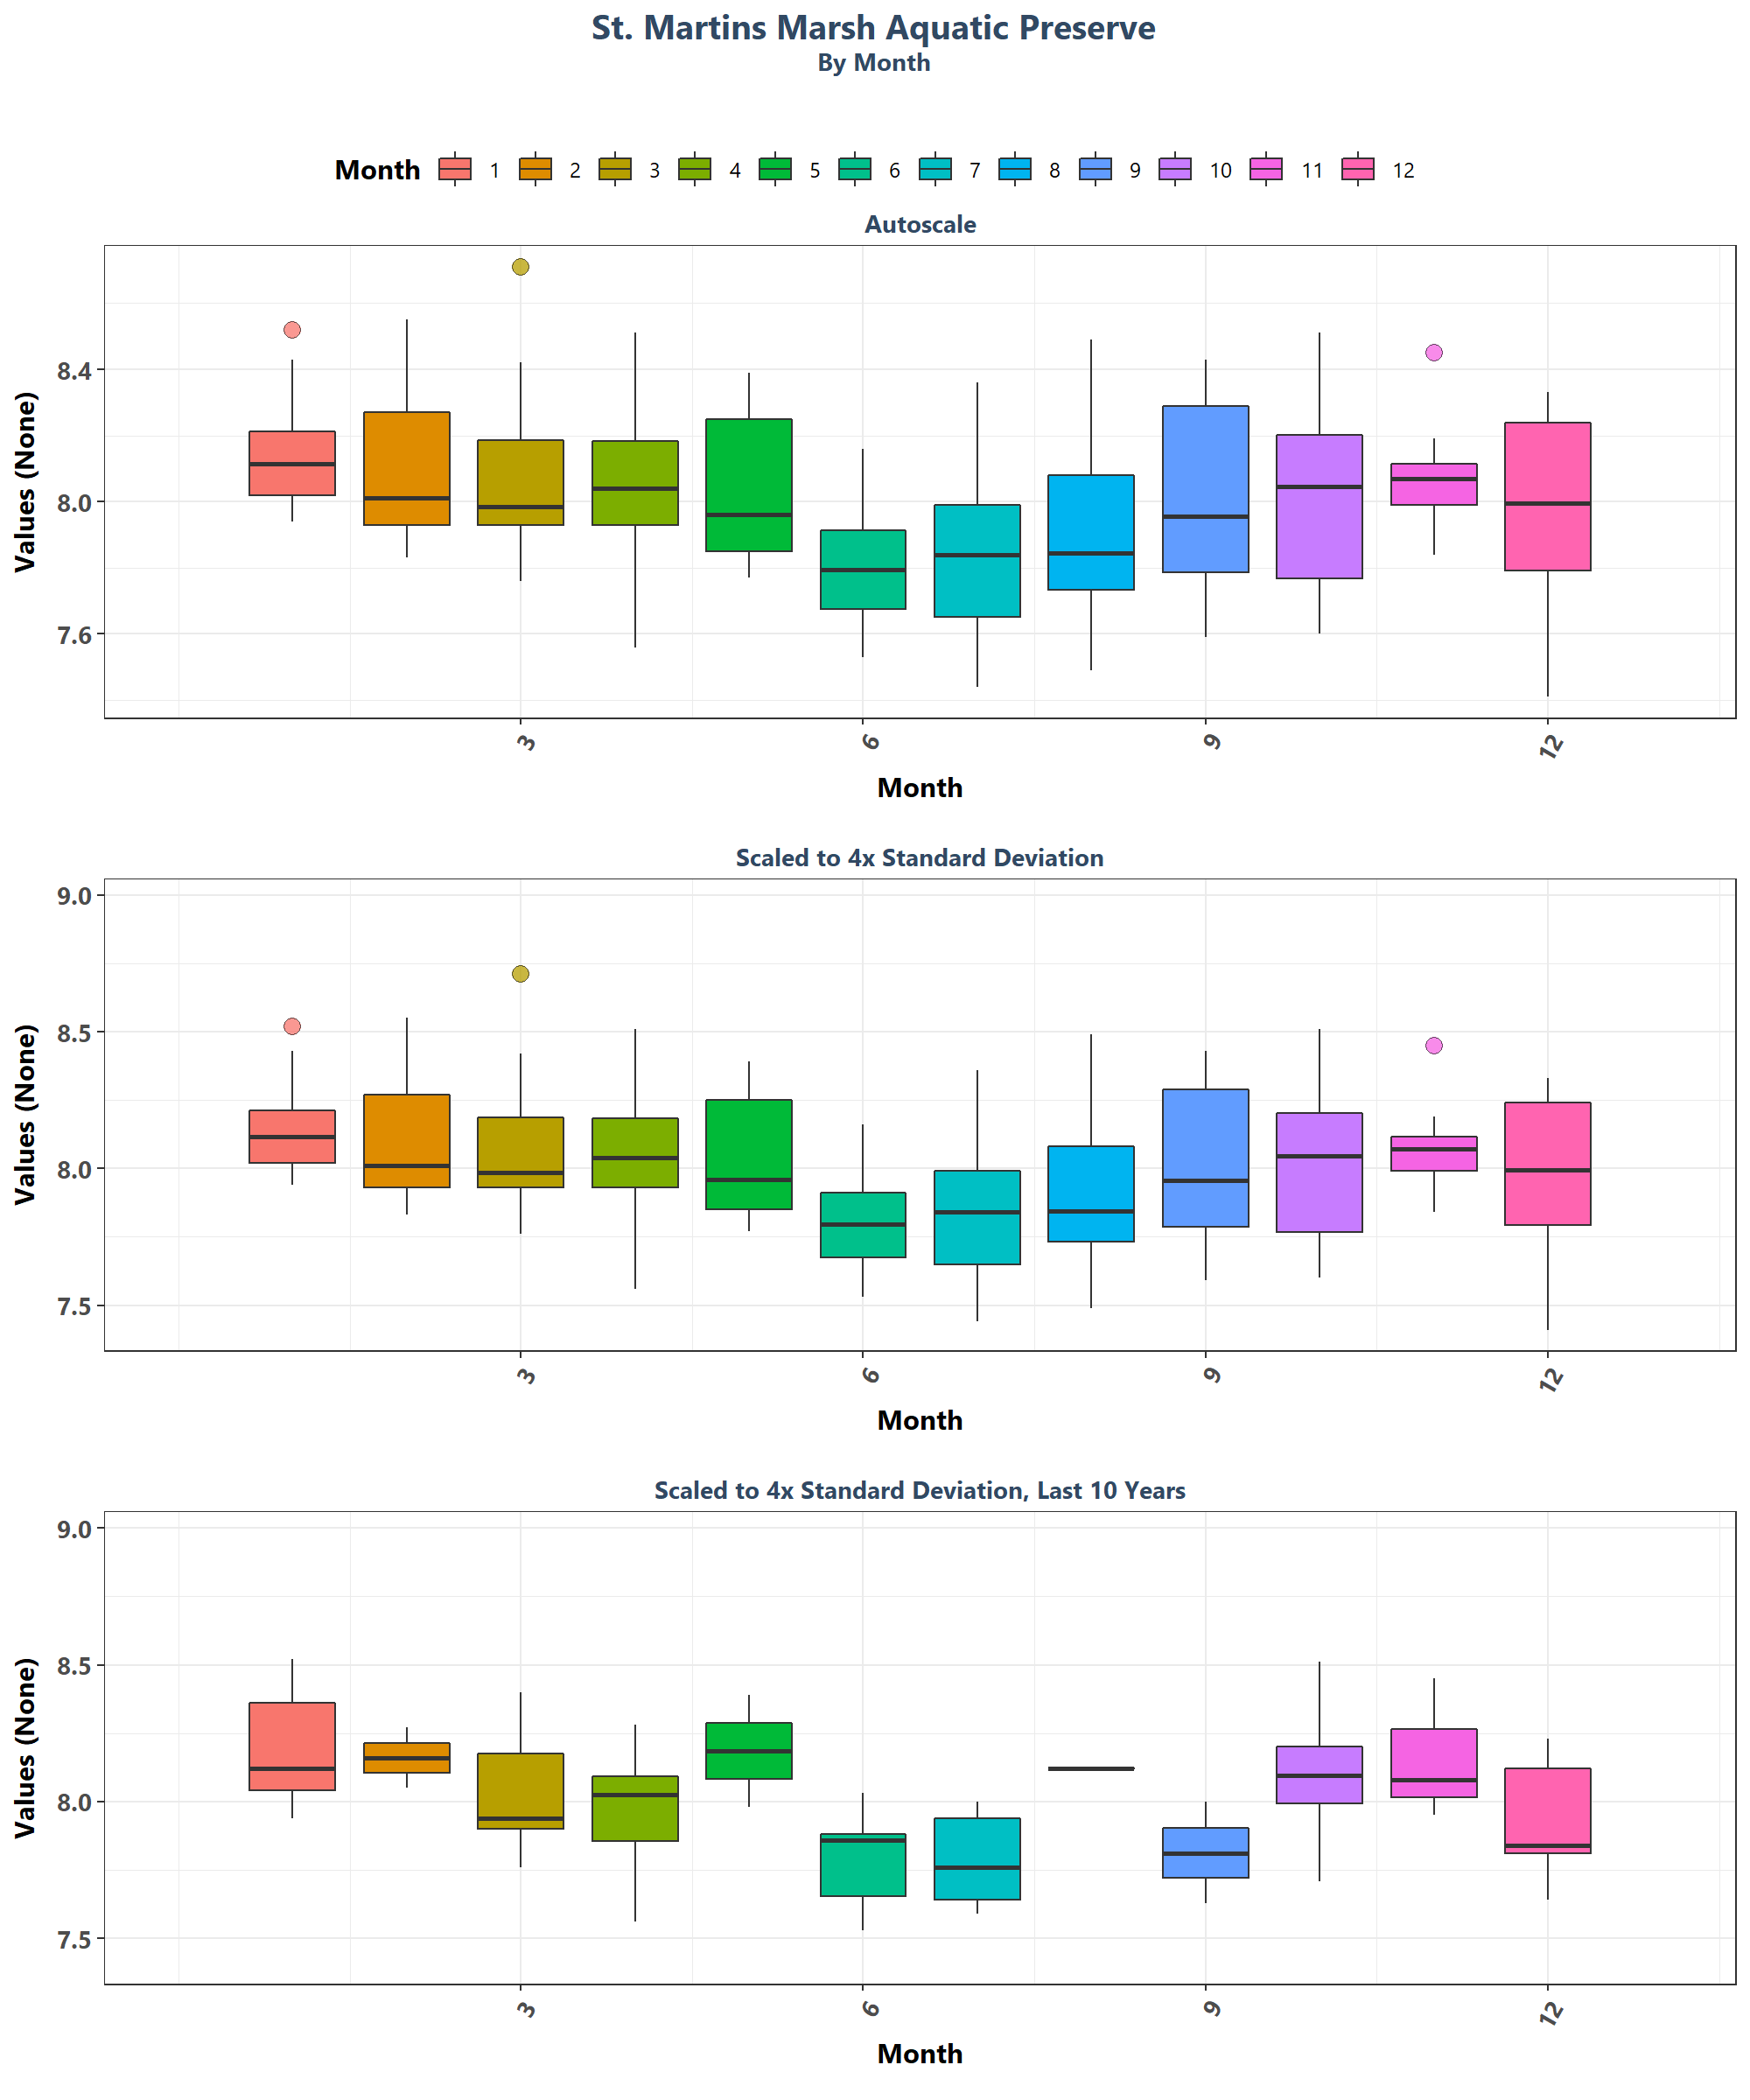 St. Martins Marsh Aquatic Preserve
By Month
Month 1 2 3 4 5 6 7 8 9 10 11 12
Autoscale
Values (None)
8.4
8.0
7.6
3 6 9 12
Month
Scaled to 4x Standard Deviation
Values (None)
9.0
8.5
8.0
7.5
3 6 9 12
Month
Scaled to 4x Standard Deviation, Last 10 Years
Values (None)
9.0
8.5
8.0
7.5
3 6 9 12
Month